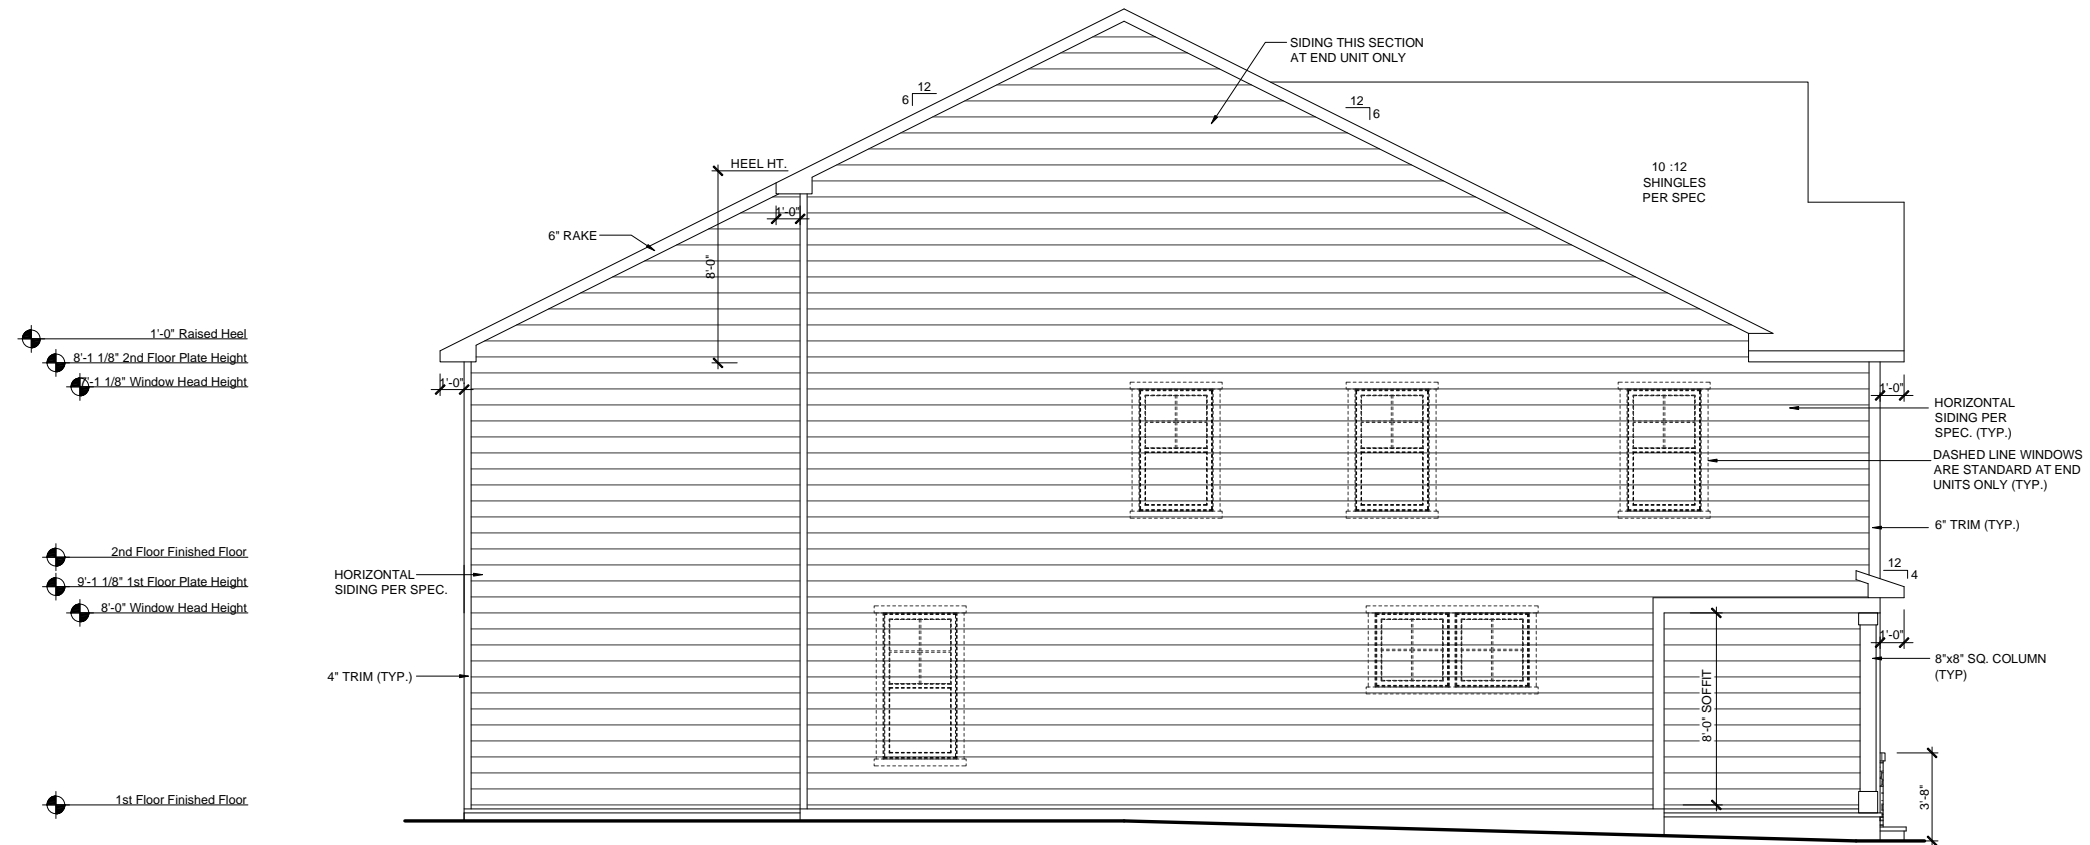 SIDING THIS SECTION
AT END UNIT ONLY
12
6
12
6
HEEL HT.
10 :12
SHINGLES
PER SPEC
1'-0"
6" RAKE
8'-0"
1'-0" Raised Heel
8'-1 1/8" 2nd Floor Plate Height
7'-1 1/8" Window Head Height
1'-0"
1'-0"
HORIZONTAL
SIDING PER
SPEC. (TYP.)
DASHED LINE WINDOWS
ARE STANDARD AT END
UNITS ONLY (TYP.)
6" TRIM (TYP.)
2nd Floor Finished Floor
9'-1 1/8" 1st Floor Plate Height
8'-0" Window Head Height
HORIZONTAL
SIDING PER SPEC.
12
4
1'-0"
8"x8" SQ. COLUMN
(TYP)
4" TRIM (TYP.)
8'-0" SOFFIT
3'-8"
1st Floor Finished Floor